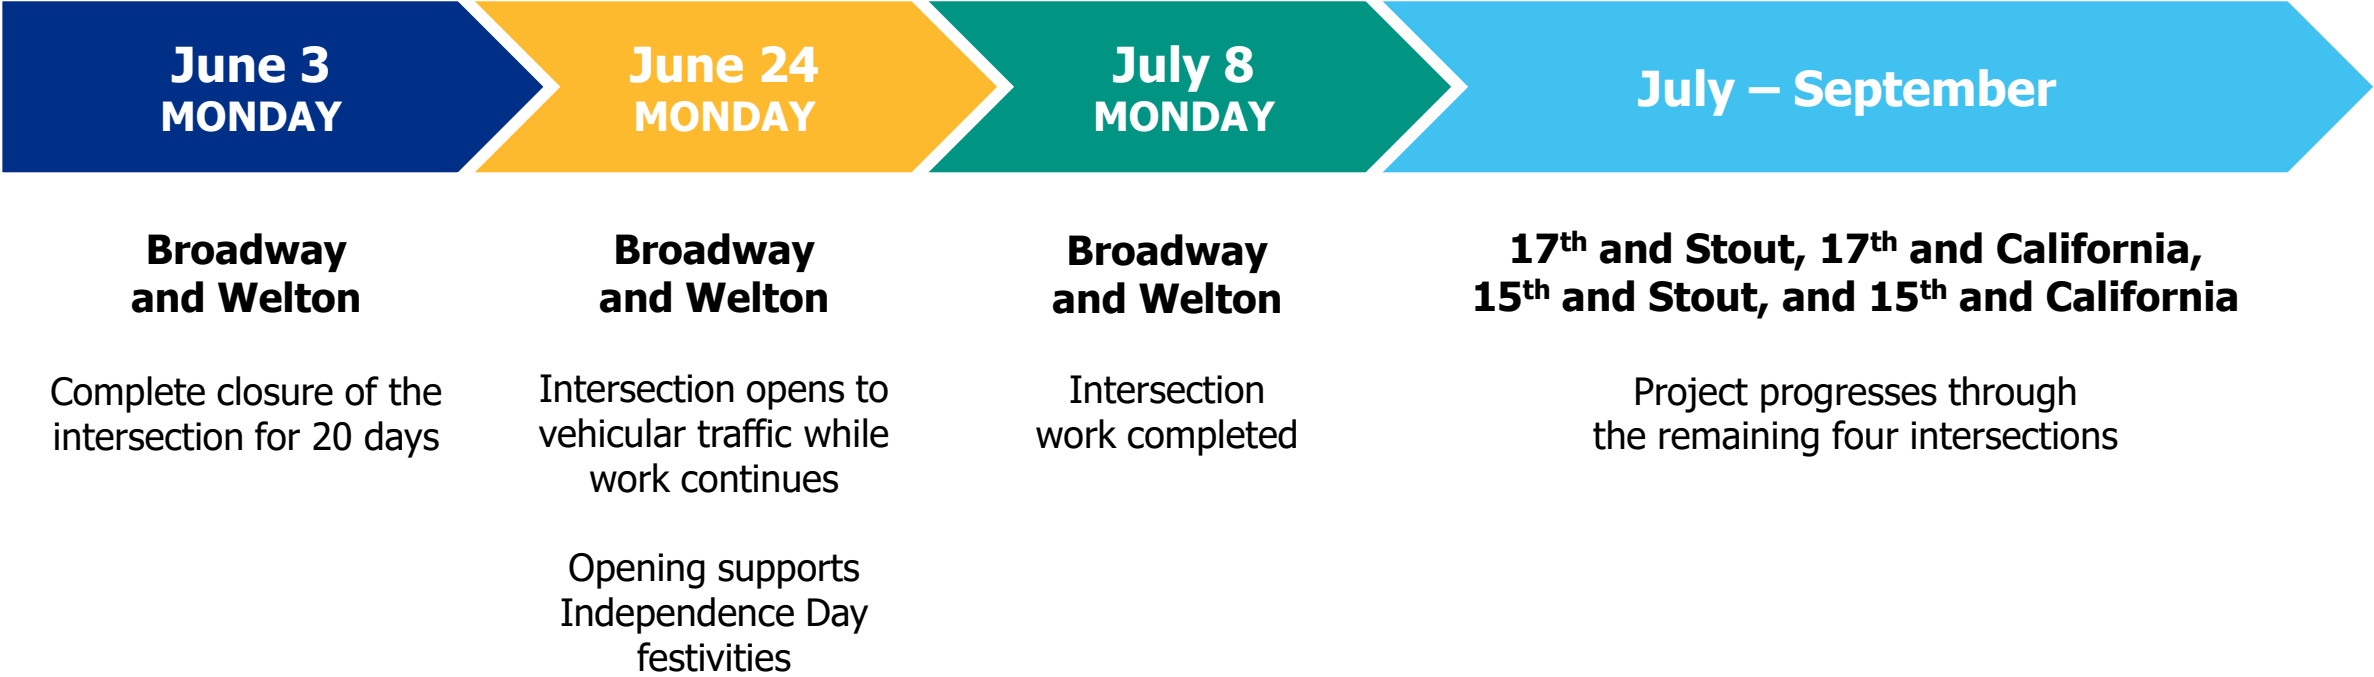 June 3
MONDAY
June 24
MONDAY
July 8
MONDAY
July – September
Broadway
and Welton
Complete closure of the
intersection for 20 days
Broadway
and Welton
Intersection opens to
vehicular traffic while
work continues
Opening supports
Independence Day
festivities
Broadway
and Welton
Intersection
work completed
17th and Stout, 17th and California,
15th and Stout, and 15th and California
Project progresses through
the remaining four intersections